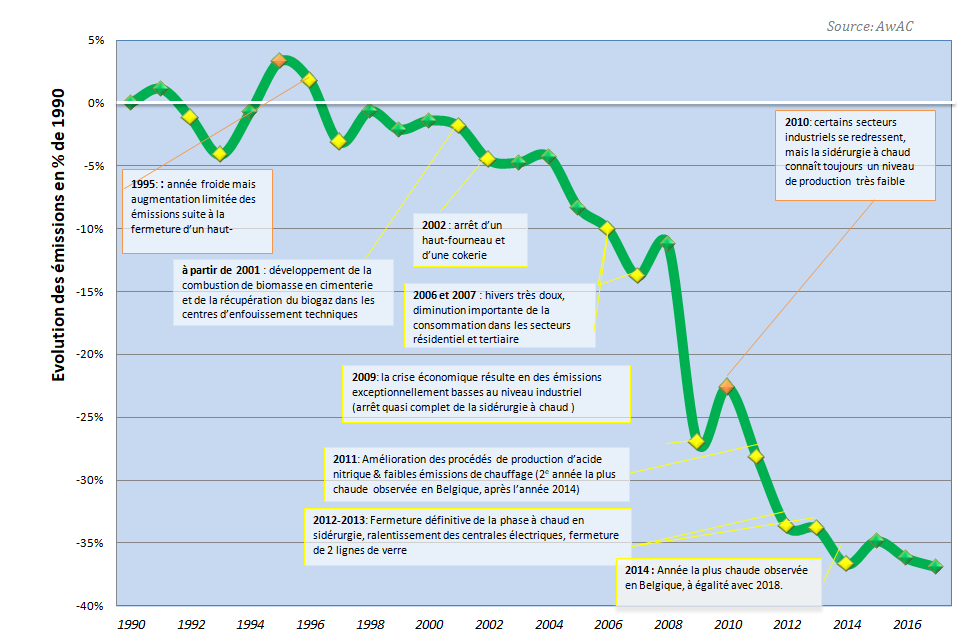 Source: AwAC
Evolution des émissions en % de 1990
5%
0%
-5%
-10%
-15%
-20%
-25%
-30%
-35%
-40%
2010: certains secteurs
industriels se redressent,
mais la sidérurgie à chaud
connaît toujours un niveau
de production très faible
1995: : année froide mais
augmentation limitée des
émissions suite à la
fermeture d'un haut-
2002 : arrêt d'un
haut-fourneau et
d'une cokerie
à partir de 2001 : développement de la
combustion de biomasse en cimenterie
et de la récupération du biogaz dans les
centres d'enfouissement techniques
2006 et 2007 : hivers très doux,
diminution importante de la
consommation dans les secteurs
résidentiel et tertiaire
2009: la crise économique résulte en des émissions
exceptionnellement basses au niveau industriel
(arrêt quasi complet de la sidérurgie à chaud )
2011: Amélioration des procédés de production d'acide
nitrique & faibles émissions de chauffage (2e année la plus
chaude observée en Belgique, après l'année 2014)
2012-2013: Fermeture définitive de la phase à chaud en
sidérurgie, ralentissement des centrales électriques, fermeture
de 2 lignes de verre
2014 : Année la plus chaude observée
en Belgique, à égalité avec 2018.
1990 1992 1994 1996 1998 2000 2002 2004 2006 2008 2010 2012 2014 2016